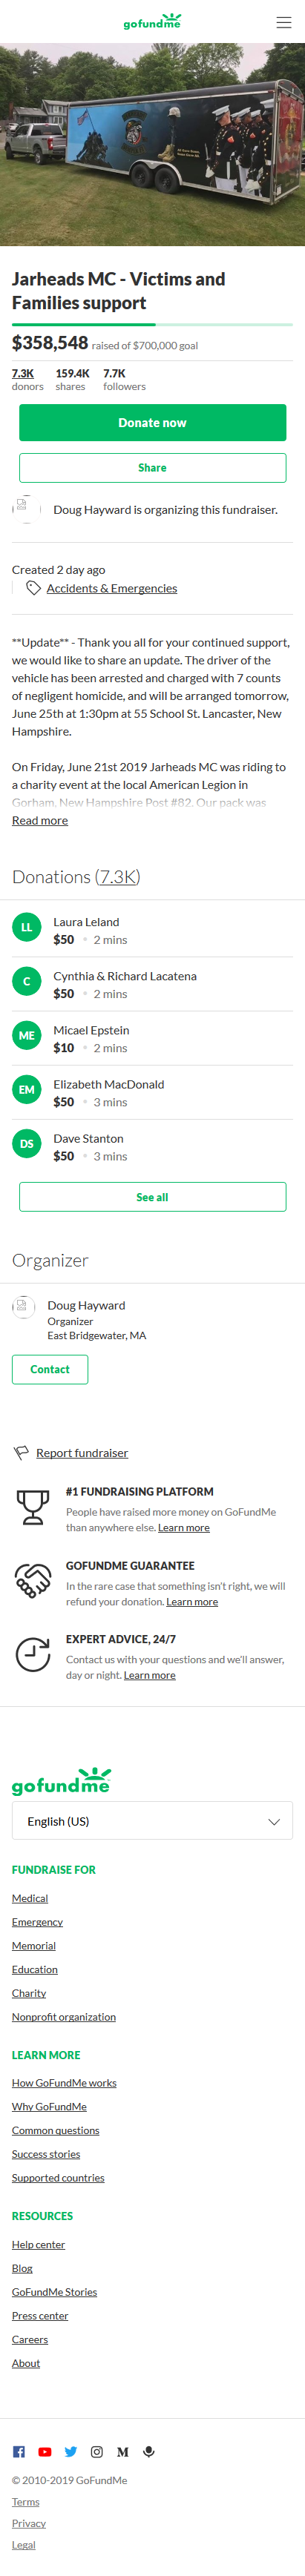 gofundme
Jarheads MC - Victims and
Families support
$358,548 raised of $700,000 goal
7.3K
donors
159.4K
shares
7.7K
followers
Donate now
Share
Doug Hayward is organizing this fundraiser.
Created 2 day ago
Accidents & Emergencies
**Update** - Thank you all for your continued support,
we would like to share an update. The driver of the
vehicle has been arrested and charged with 7 counts
of negligent homicide, and will be arranged tomorrow,
June 25th at 1:30pm at 55 School St. Lancaster, New
Hampshire.
On Friday, June 21st 2019 Jarheads MC was riding to
a charity event at the local American Legion in
Gorham, New Hampshire Post #82. Our pack was
Read more
Donations (7.3K)
LL
Laura Leland
$50 • 2 mins
C
Cynthia & Richard Lacatena
$50 • 2 mins
ME
Micael Epstein
$10 • 2 mins
EM
Elizabeth MacDonald
$50 • 3 mins
DS
Dave Stanton
$50 • 3 mins
See all
Organizer
Doug Hayward
Organizer
East Bridgewater, MA
Contact
Report fundraiser
#1 FUNDRAISING PLATFORM
People have raised more money on GoFundMe
than anywhere else. Learn more
GOFUNDME GUARANTEE
In the rare case that something isn't right, we will
refund your donation. Learn more
EXPERT ADVICE, 24/7
Contact us with your questions and we'll answer,
day or night. Learn more
gofundme
English (US)
FUNDRAISE FOR
Medical
Emergency
Memorial
Education
Charity
Nonprofit organization
LEARN MORE
How GoFundMe works
Why GoFundMe
Common questions
Success stories
Supported countries
RESOURCES
Help center
Blog
GoFundMe Stories
Press center
Careers
About
© 2010-2019 GoFundMe
Terms
Privacy
Legal